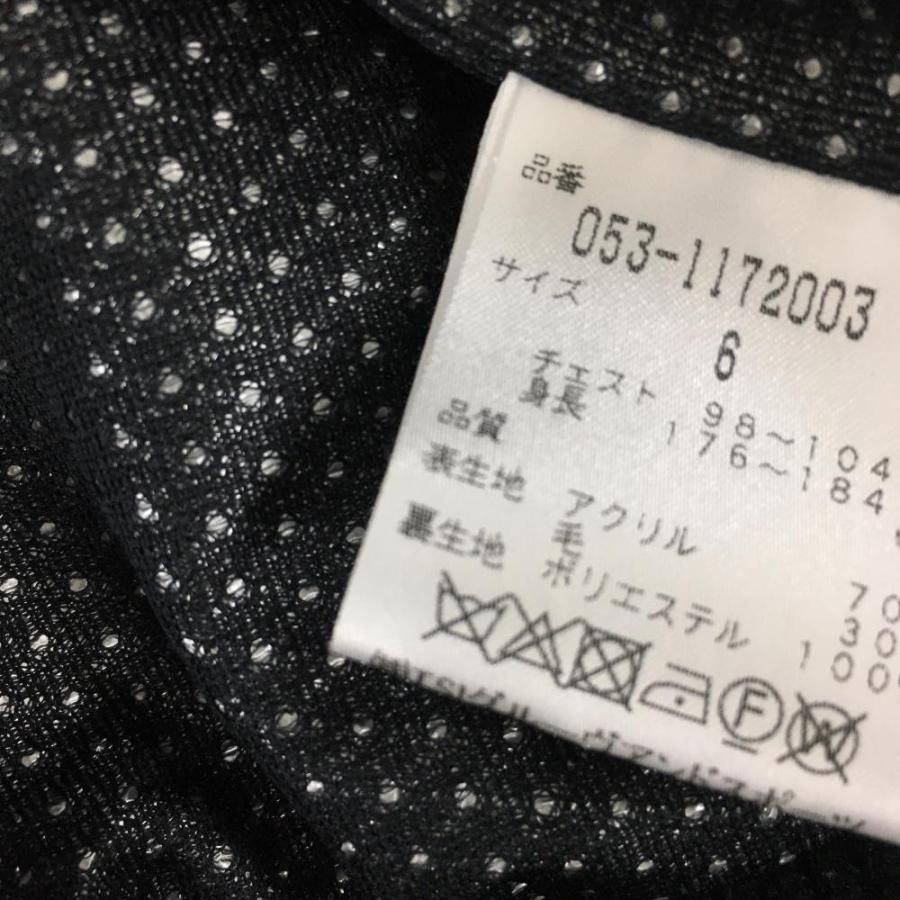 品番
053-1172003
サイズ
6
チェスト 98～104
身長 176～184
品質
表生地 アクリル 70
毛 30
裏生地 ポリエステル 100%
F
W